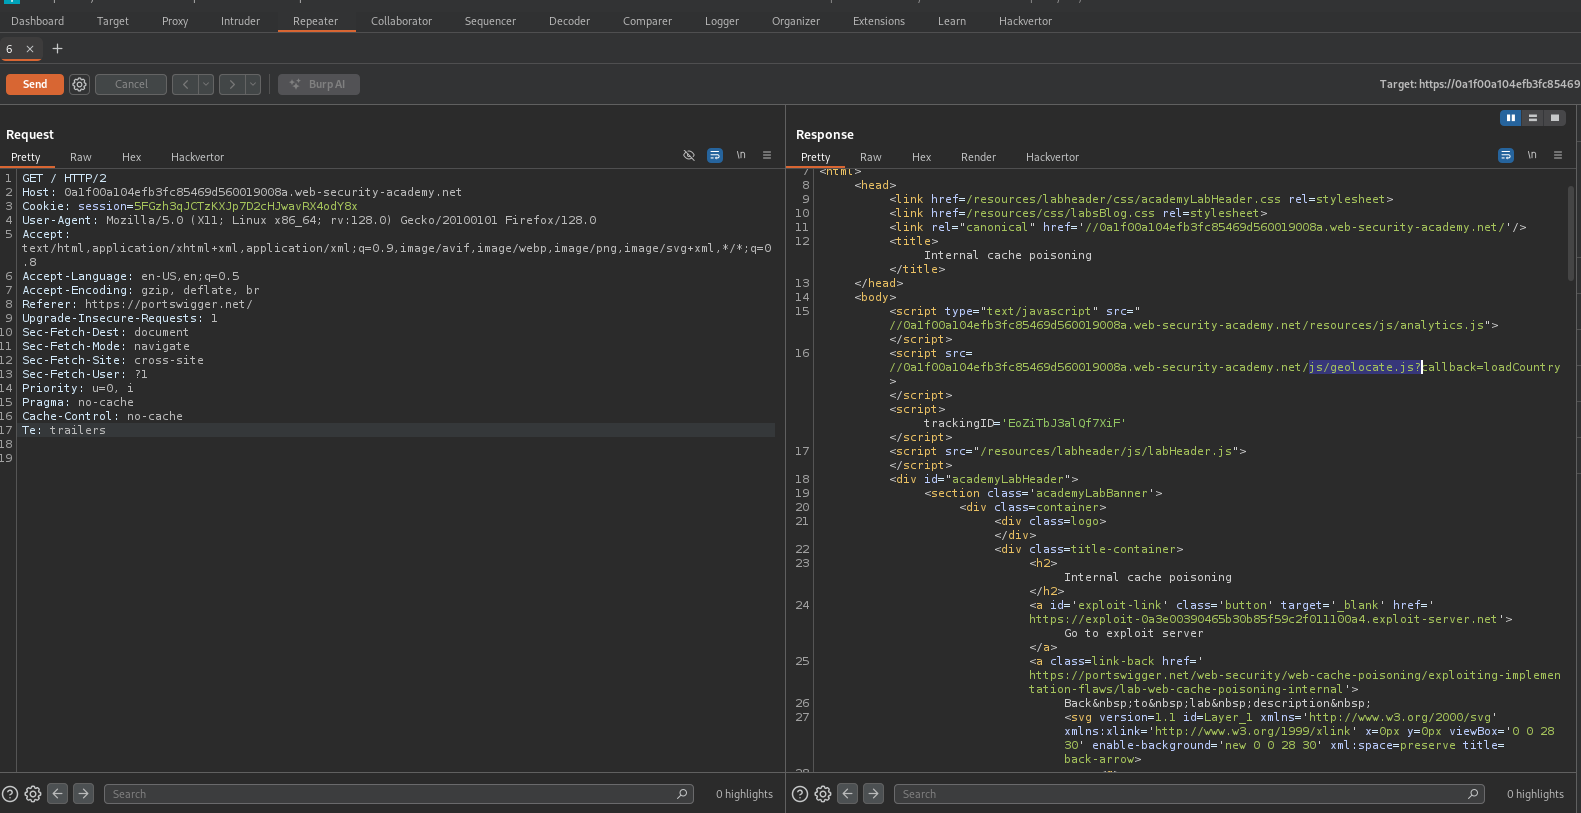 Dashboard Target Proxy Intruder Repeater Collaborator Sequencer Decoder Comparer Logger Organizer Extensions Learn Hackvertor
6 × +
Send Cancel < > Burp AI Target: https://0a1f00a104efb3fc85469
Request
Pretty Raw Hex Hackvertor \n
1 GET / HTTP/2
2 Host: 0a1f00a104efb3fc85469d560019008a.web-security-academy.net
3 Cookie: session=5FGzh3qJCTzKXJp7D2cHJwavRX4odY8x
4 User-Agent: Mozilla/5.0 (X11; Linux x86_64; rv:128.0) Gecko/20100101 Firefox/128.0
5 Accept:
text/html,application/xhtml+xml,application/xml;q=0.9,image/avif,image/webp,image/png,image/svg+xml,*/*;q=0
.8
6 Accept-Language: en-US,en;q=0.5
7 Accept-Encoding: gzip, deflate, br
8 Referer: https://portswigger.net/
9 Upgrade-Insecure-Requests: 1
10 Sec-Fetch-Dest: document
11 Sec-Fetch-Mode: navigate
12 Sec-Fetch-Site: cross-site
13 Sec-Fetch-User: ?1
14 Priority: u=0, i
15 Pragma: no-cache
16 Cache-Control: no-cache
17 Te: trailers
18
19
Search 0 highlights
Response
Pretty Raw Hex Render Hackvertor \n
7 <html>
8 <head>
9 <link href=/resources/labheader/css/academyLabHeader.css rel=stylesheet>
10 <link href=/resources/css/labsBlog.css rel=stylesheet>
11 <link rel="canonical" href='//0a1f00a104efb3fc85469d560019008a.web-security-academy.net/'/>
12 <title>
Internal cache poisoning
</title>
13 </head>
14 <body>
15 <script type="text/javascript" src="
//0a1f00a104efb3fc85469d560019008a.web-security-academy.net/resources/js/analytics.js">
</script>
16 <script src=
//0a1f00a104efb3fc85469d560019008a.web-security-academy.net/js/geolocate.js?callback=loadCountry
>
</script>
<script>
trackingID='EoZiTbJ3alQf7XiF'
</script>
17 <script src="/resources/labheader/js/labHeader.js">
</script>
18 <div id="academyLabHeader">
19 <section class='academyLabBanner'>
20 <div class=container>
21 <div class=logo>
</div>
22 <div class=title-container>
23 <h2>
Internal cache poisoning
</h2>
24 <a id='exploit-link' class='button' target='_blank' href='
https://exploit-0a3e00390465b30b85f59c2f011100a4.exploit-server.net'>
Go to exploit server
</a>
25 <a class=link-back href='
https://portswigger.net/web-security/web-cache-poisoning/exploiting-implemen
tation-flaws/lab-web-cache-poisoning-internal'>
26 Back&nbsp;to&nbsp;lab&nbsp;description&nbsp;
27 <svg version=1.1 id=Layer_1 xmlns='http://www.w3.org/2000/svg'
xmlns:xlink='http://www.w3.org/1999/xlink' x=0px y=0px viewBox='0 0 28
30' enable-background='new 0 0 28 30' xml:space=preserve title=
back-arrow>
Search 0 highlights